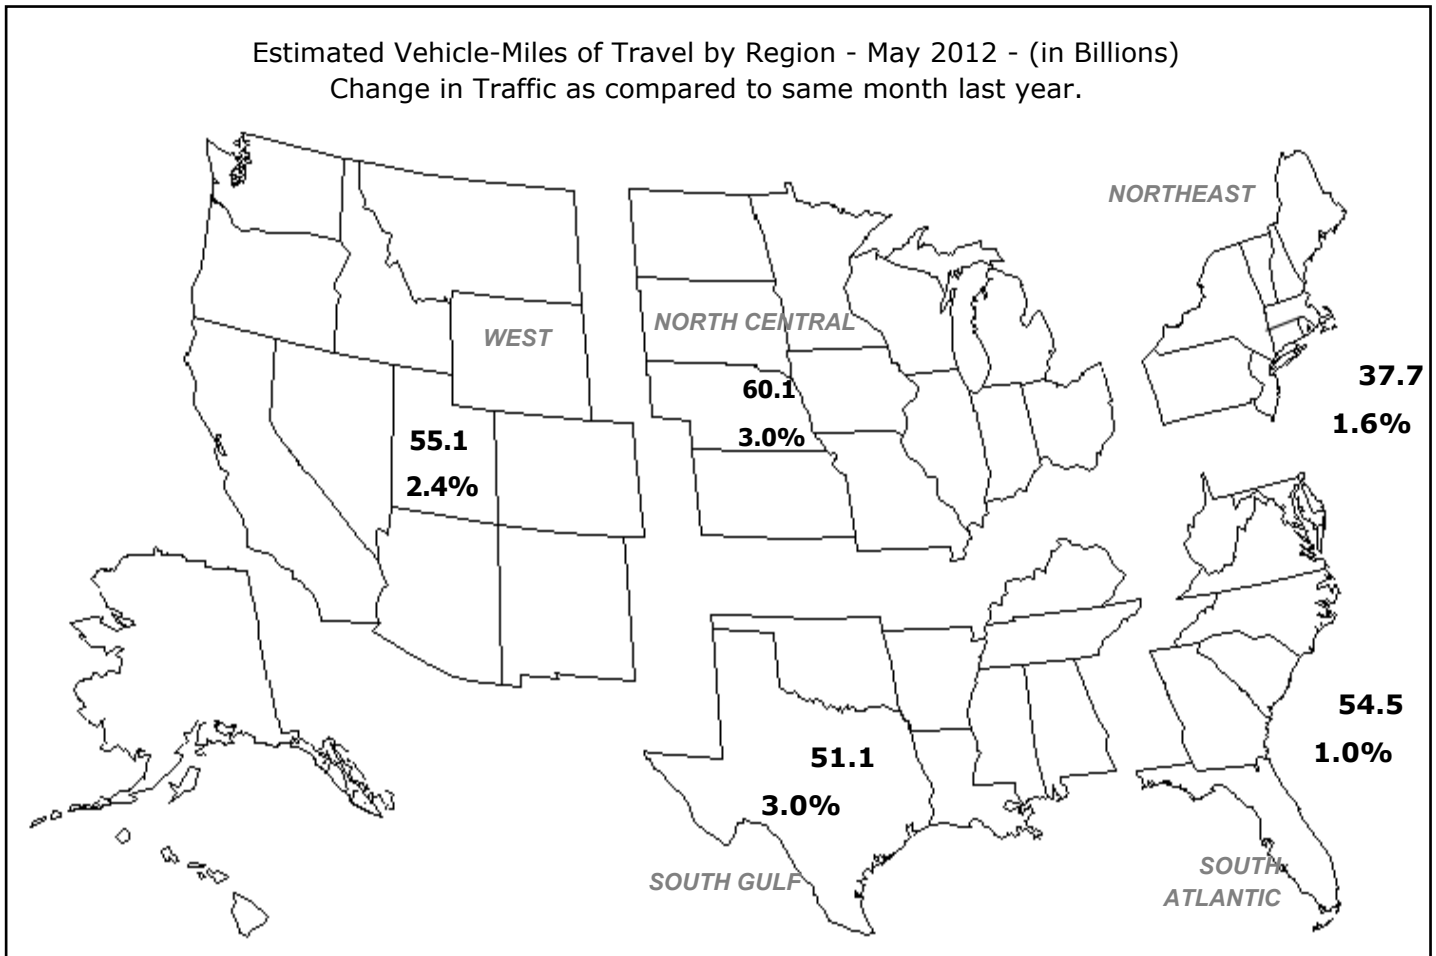 Estimated Vehicle-Miles of Travel by Region - May 2012 - (in Billions)
Change in Traffic as compared to same month last year.
NORTHEAST
37.7
1.6%
WEST
55.1
2.4%
NORTH CENTRAL
60.1
3.0%
54.5
1.0%
SOUTH
ATLANTIC
51.1
3.0%
SOUTH GULF